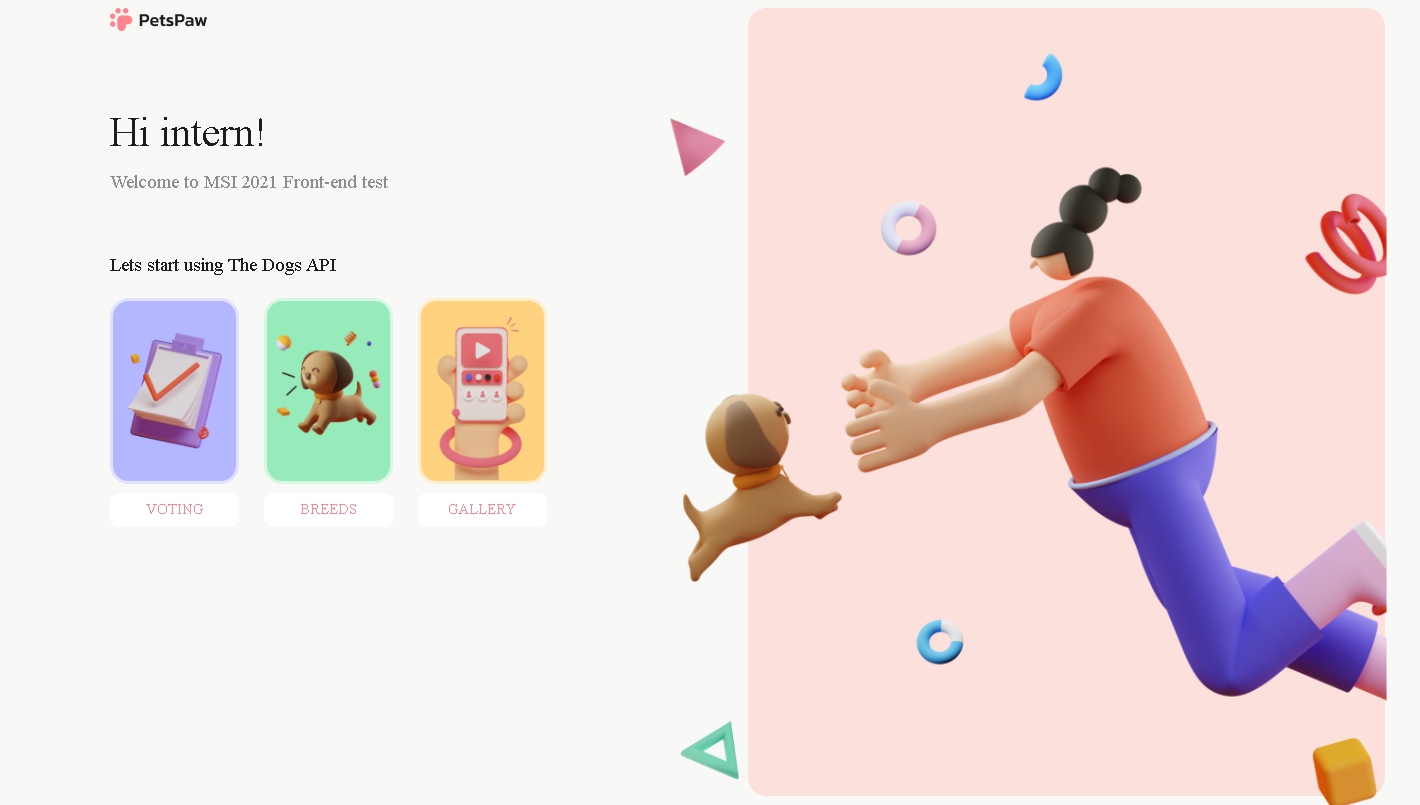 PetsPaw
Hi intern!
Welcome to MSI 2021 Front-end test
Lets start using The Dogs API
VOTING
BREEDS
GALLERY